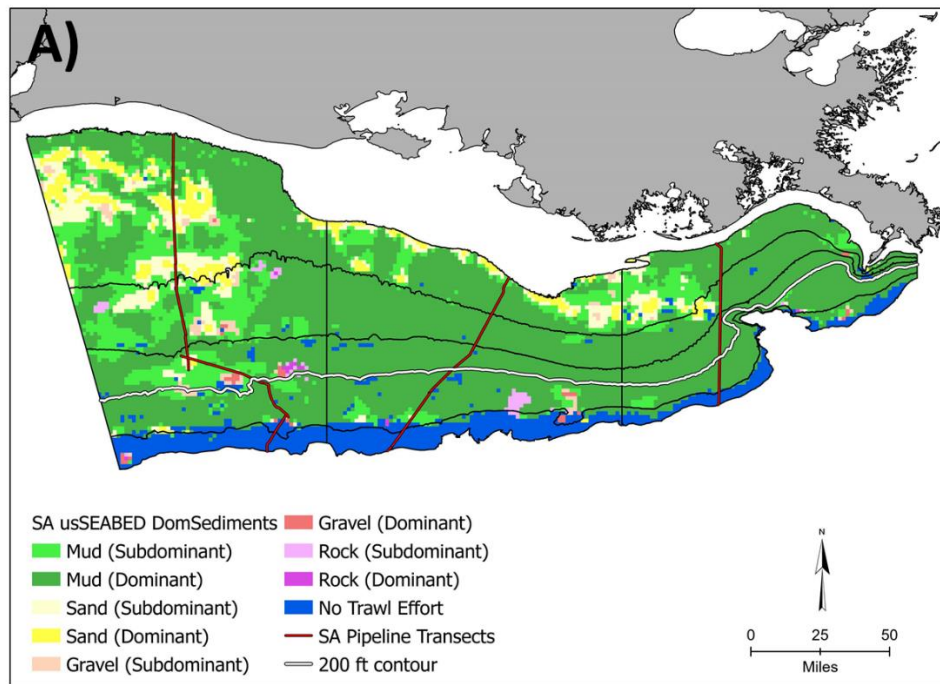 A)
SA usSEABED DomSediments
Mud (Subdominant)
Mud (Dominant)
Sand (Subdominant)
Sand (Dominant)
Gravel (Subdominant)
Gravel (Dominant)
Rock (Subdominant)
Rock (Dominant)
No Trawl Effort
SA Pipeline Transects
200 ft contour
N
0 25 50
Miles